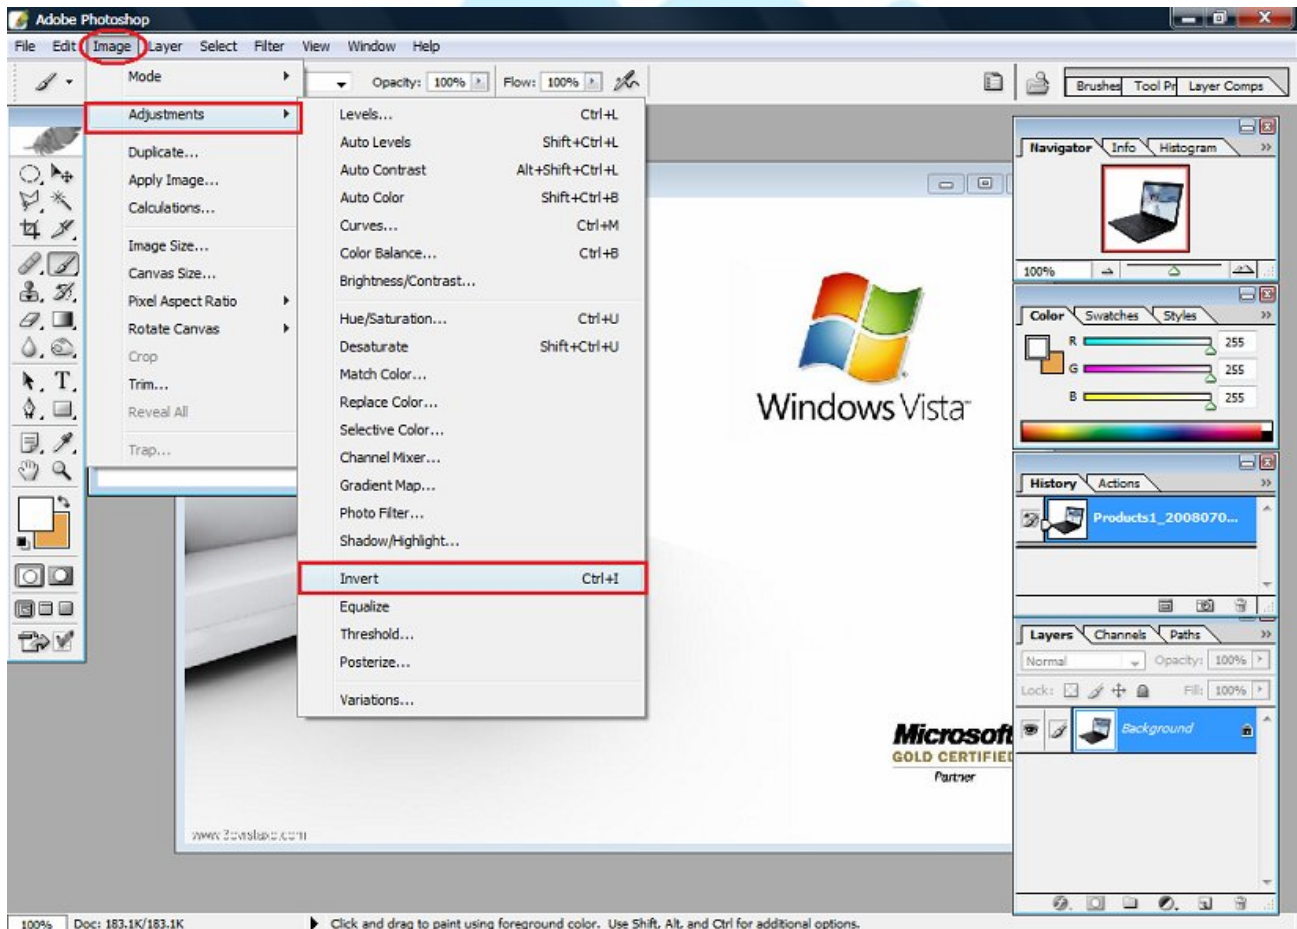 Adobe Photoshop
File Edit Image Layer Select Filter View Window Help
Opacity: 100% Flow: 100%
Brushes Tool Pr Layer Comps
Mode
Adjustments
Duplicate...
Apply Image...
Calculations...
Image Size...
Canvas Size...
Pixel Aspect Ratio
Rotate Canvas
Crop
Trim...
Reveal All
Trap...
Levels... Ctrl+L
Auto Levels Shift+Ctrl+L
Auto Contrast Alt+Shift+Ctrl+L
Auto Color Shift+Ctrl+B
Curves... Ctrl+M
Color Balance... Ctrl+B
Brightness/Contrast...
Hue/Saturation... Ctrl+U
Desaturate Shift+Ctrl+U
Match Color...
Replace Color...
Selective Color...
Channel Mixer...
Gradient Map...
Photo Filter...
Shadow/Highlight...
Invert Ctrl+I
Equalize
Threshold...
Posterize...
Variations...
Windows Vista™
Microsoft
GOLD CERTIFIED
Partner
Navigator Info Histogram
100%
Color Swatches Styles
R 255
G 255
B 255
History Actions
Products1_2008070...
Layers Channels Paths
Normal Opacity: 100%
Lock: Fill: 100%
Background
100% Doc: 183.1K/183.1K Click and drag to paint using foreground color. Use Shift, Alt, and Ctrl for additional options.